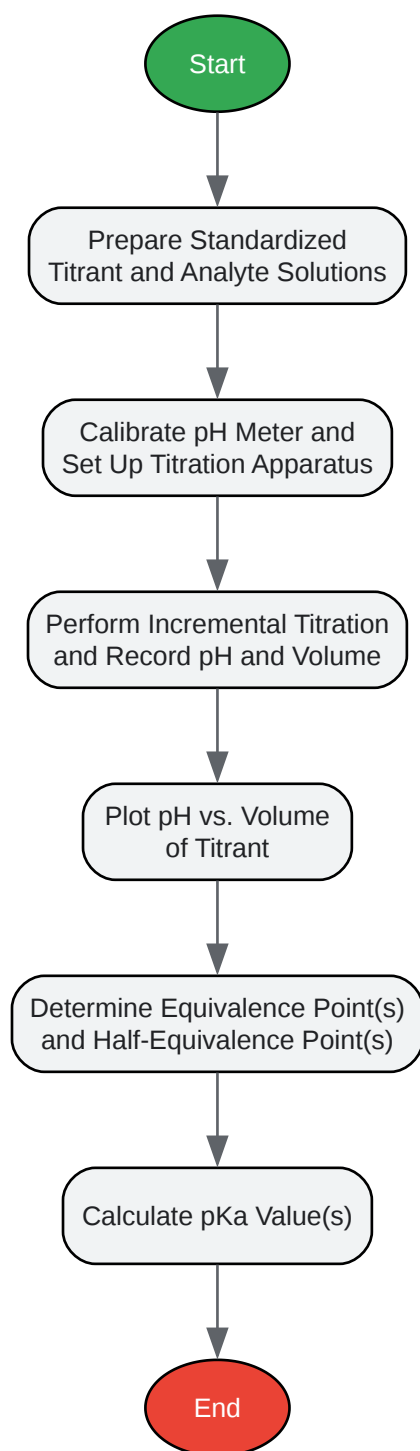 Start
Prepare Standardized
Titrant and Analyte Solutions
Calibrate pH Meter and
Set Up Titration Apparatus
Perform Incremental Titration
and Record pH and Volume
Plot pH vs. Volume
of Titrant
Determine Equivalence Point(s)
and Half-Equivalence Point(s)
Calculate pKa Value(s)
End